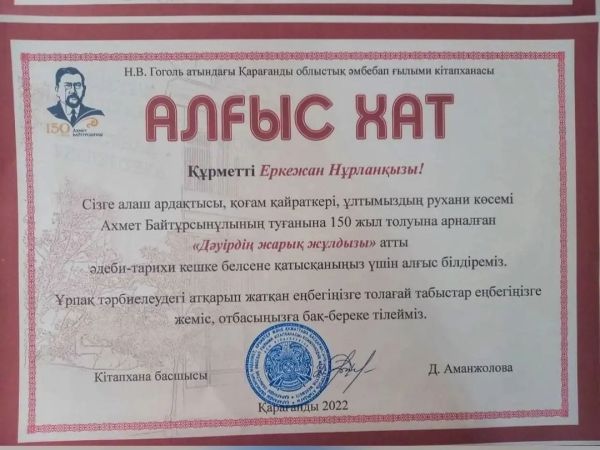 Н.В. Гоголь атындағы Қарағанды облыстық әмбебап ғылыми кітапханасы
150 АХМЕТ
БАЙТҰРСЫНҰЛЫ
АЛҒЫС ХАТ
Құрметті Еркежан Нұрланқызы!
Сізге алаш ардақтысы, қоғам қайраткері, ұлтымыздың рухани көсемі
Ахмет Байтұрсынұлының туғанына 150 жыл толуына арналған
«Дәуірдің жарық жұлдызы» атты
әдеби-тарихи кешке белсене қатысқаныңыз үшін алғыс білдіреміз.
Ұрпақ тәрбиелеудегі атқарып жатқан еңбегіңізге толағай табыстар еңбегіңізге
жеміс, отбасыңызға бақ-береке тілейміз.
Кітапхана басшысы
Д. Аманжолова
Қарағанды 2022